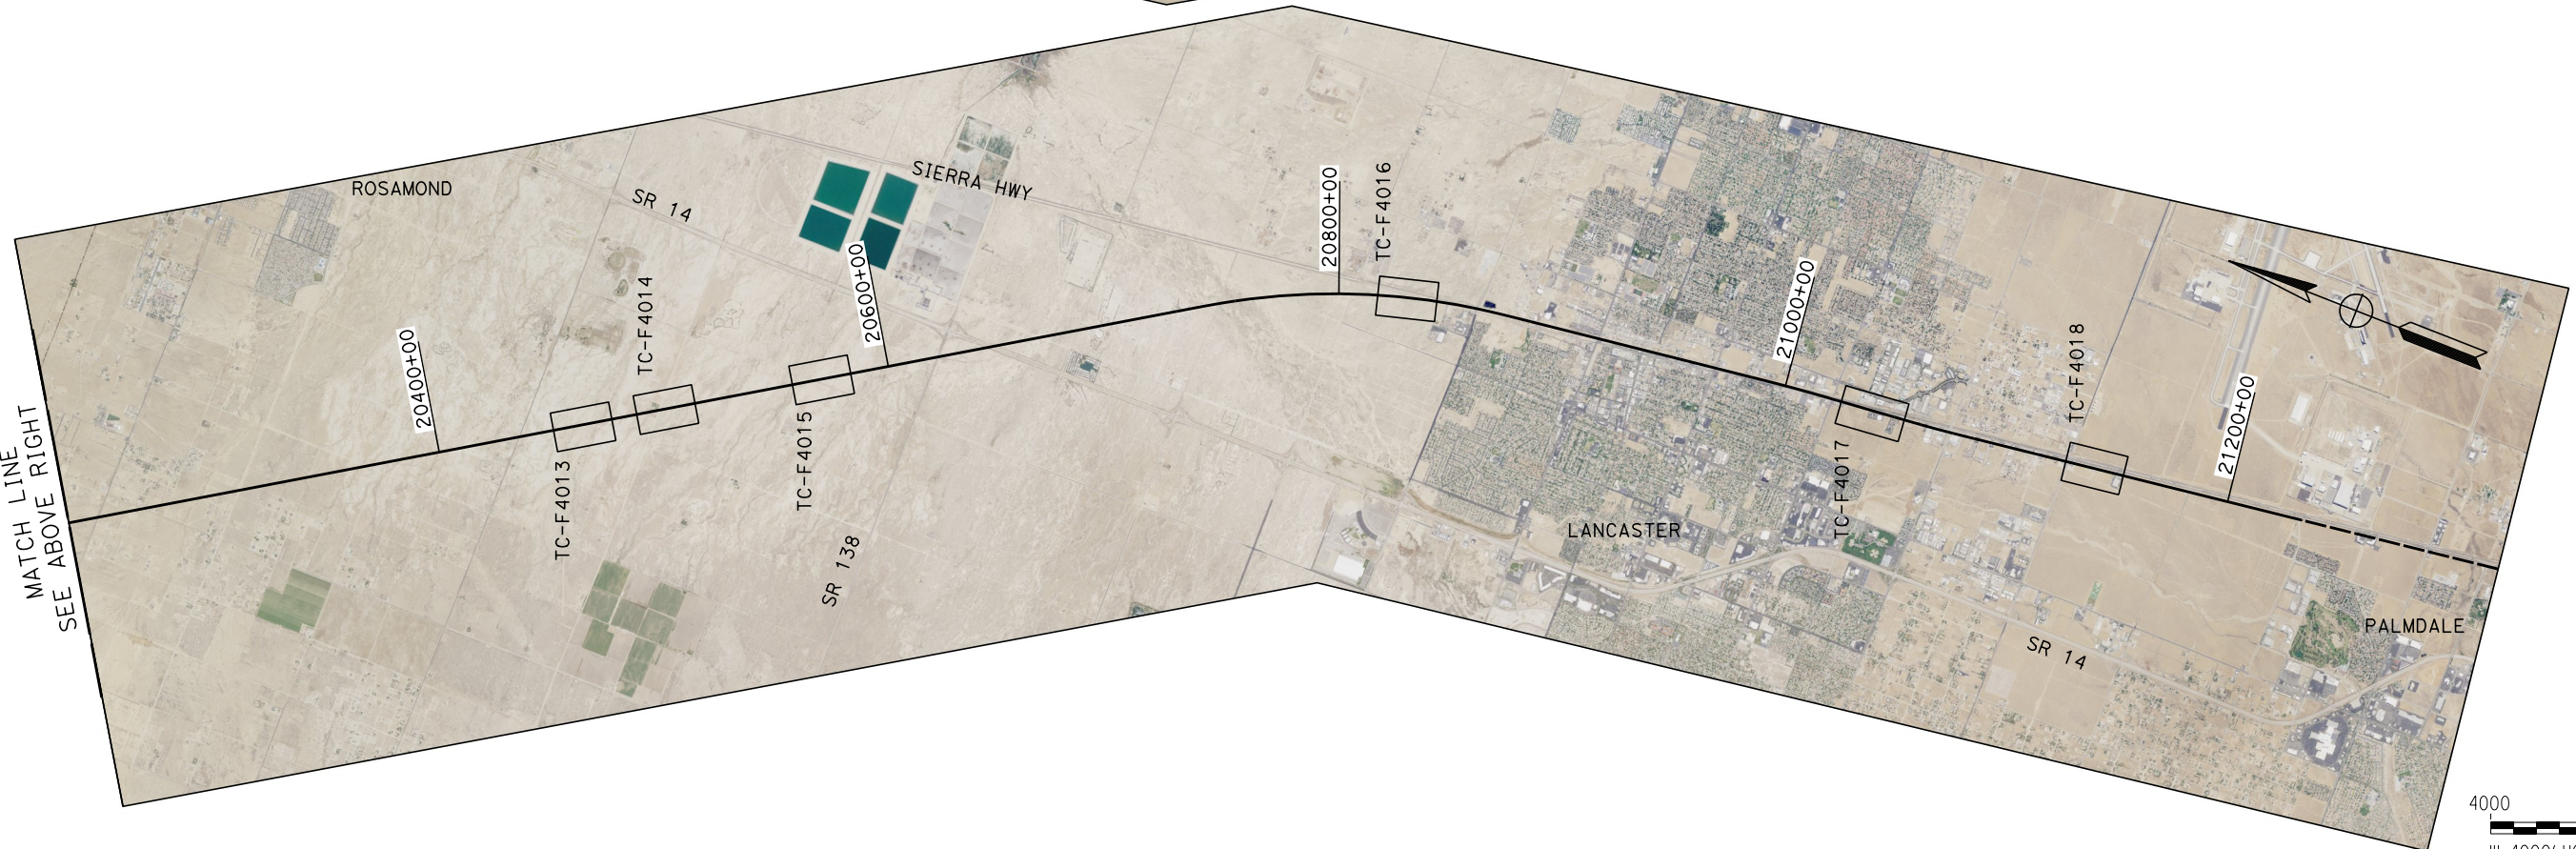 ROSAMOND
SR 14
SIERRA HWY
20400+00
TC-F4013
TC-F4014
TC-F4015
20600+00
SR 138
20800+00
TC-F4016
21000+00
TC-F4017
TC-F4018
21200+00
LANCASTER
SR 14
PALMDALE
MATCH LINE
SEE ABOVE RIGHT
4000